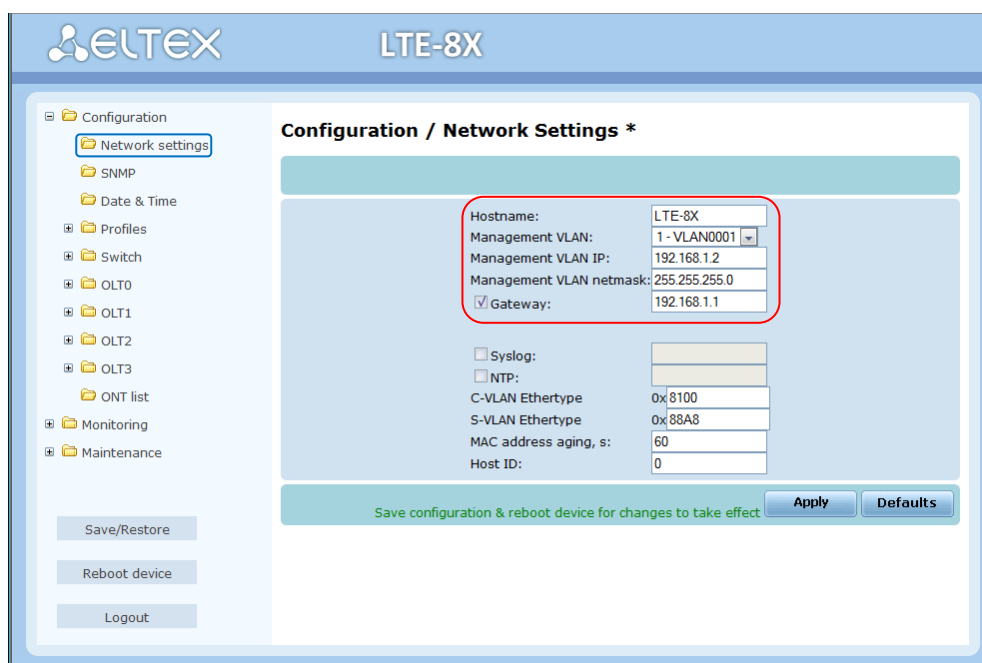 ELTEX
LTE-8X
Configuration
Network settings
SNMP
Date & Time
Profiles
Switch
OLT0
OLT1
OLT2
OLT3
ONT list
Monitoring
Maintenance
Save/Restore
Reboot device
Logout
Configuration / Network Settings *
Hostname: LTE-8X
Management VLAN: 1 - VLAN0001
Management VLAN IP: 192.168.1.2
Management VLAN netmask: 255.255.255.0
Gateway: 192.168.1.1
Syslog:
NTP:
C-VLAN Ethertype 0x 8100
S-VLAN Ethertype 0x 88A8
MAC address aging, s: 60
Host ID: 0
Save configuration & reboot device for changes to take effect Apply Defaults